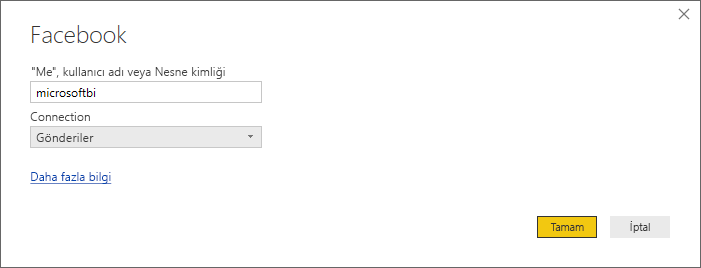 Facebook
"Me", kullanıcı adı veya Nesne kimliği
microsoftbi
Connection
Gönderiler
Daha fazla bilgi
Tamam İptal